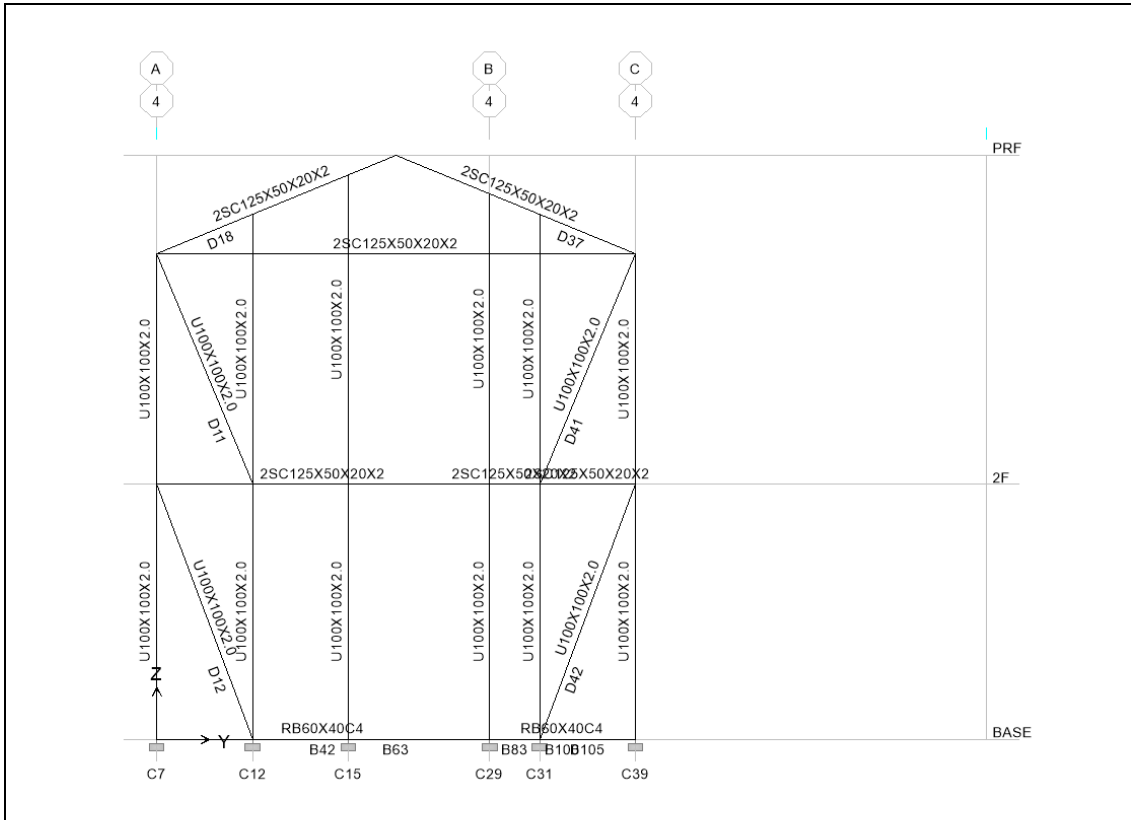 A B C
4 4 4
PRF
2SC125X50X20X2 2SC125X50X20X2
D18 D37
2SC125X50X20X2
U100X100X2.0 U100X100X2.0 U100X100X2.0 U100X100X2.0 U100X100X2.0 U100X100X2.0 U100X100X2.0 U100X100X2.0
D11 D41
2SC125X50X20X2 2SC125X50X20X2 2SC125X50X20X2
2F
U100X100X2.0 U100X100X2.0 U100X100X2.0 U100X100X2.0 U100X100X2.0 U100X100X2.0 U100X100X2.0 U100X100X2.0
D12 D42
Z
RB60X40C4 RB60X40C4
Y
BASE
B42 B63 B83 B100 B105
C7 C12 C15 C29 C31 C39